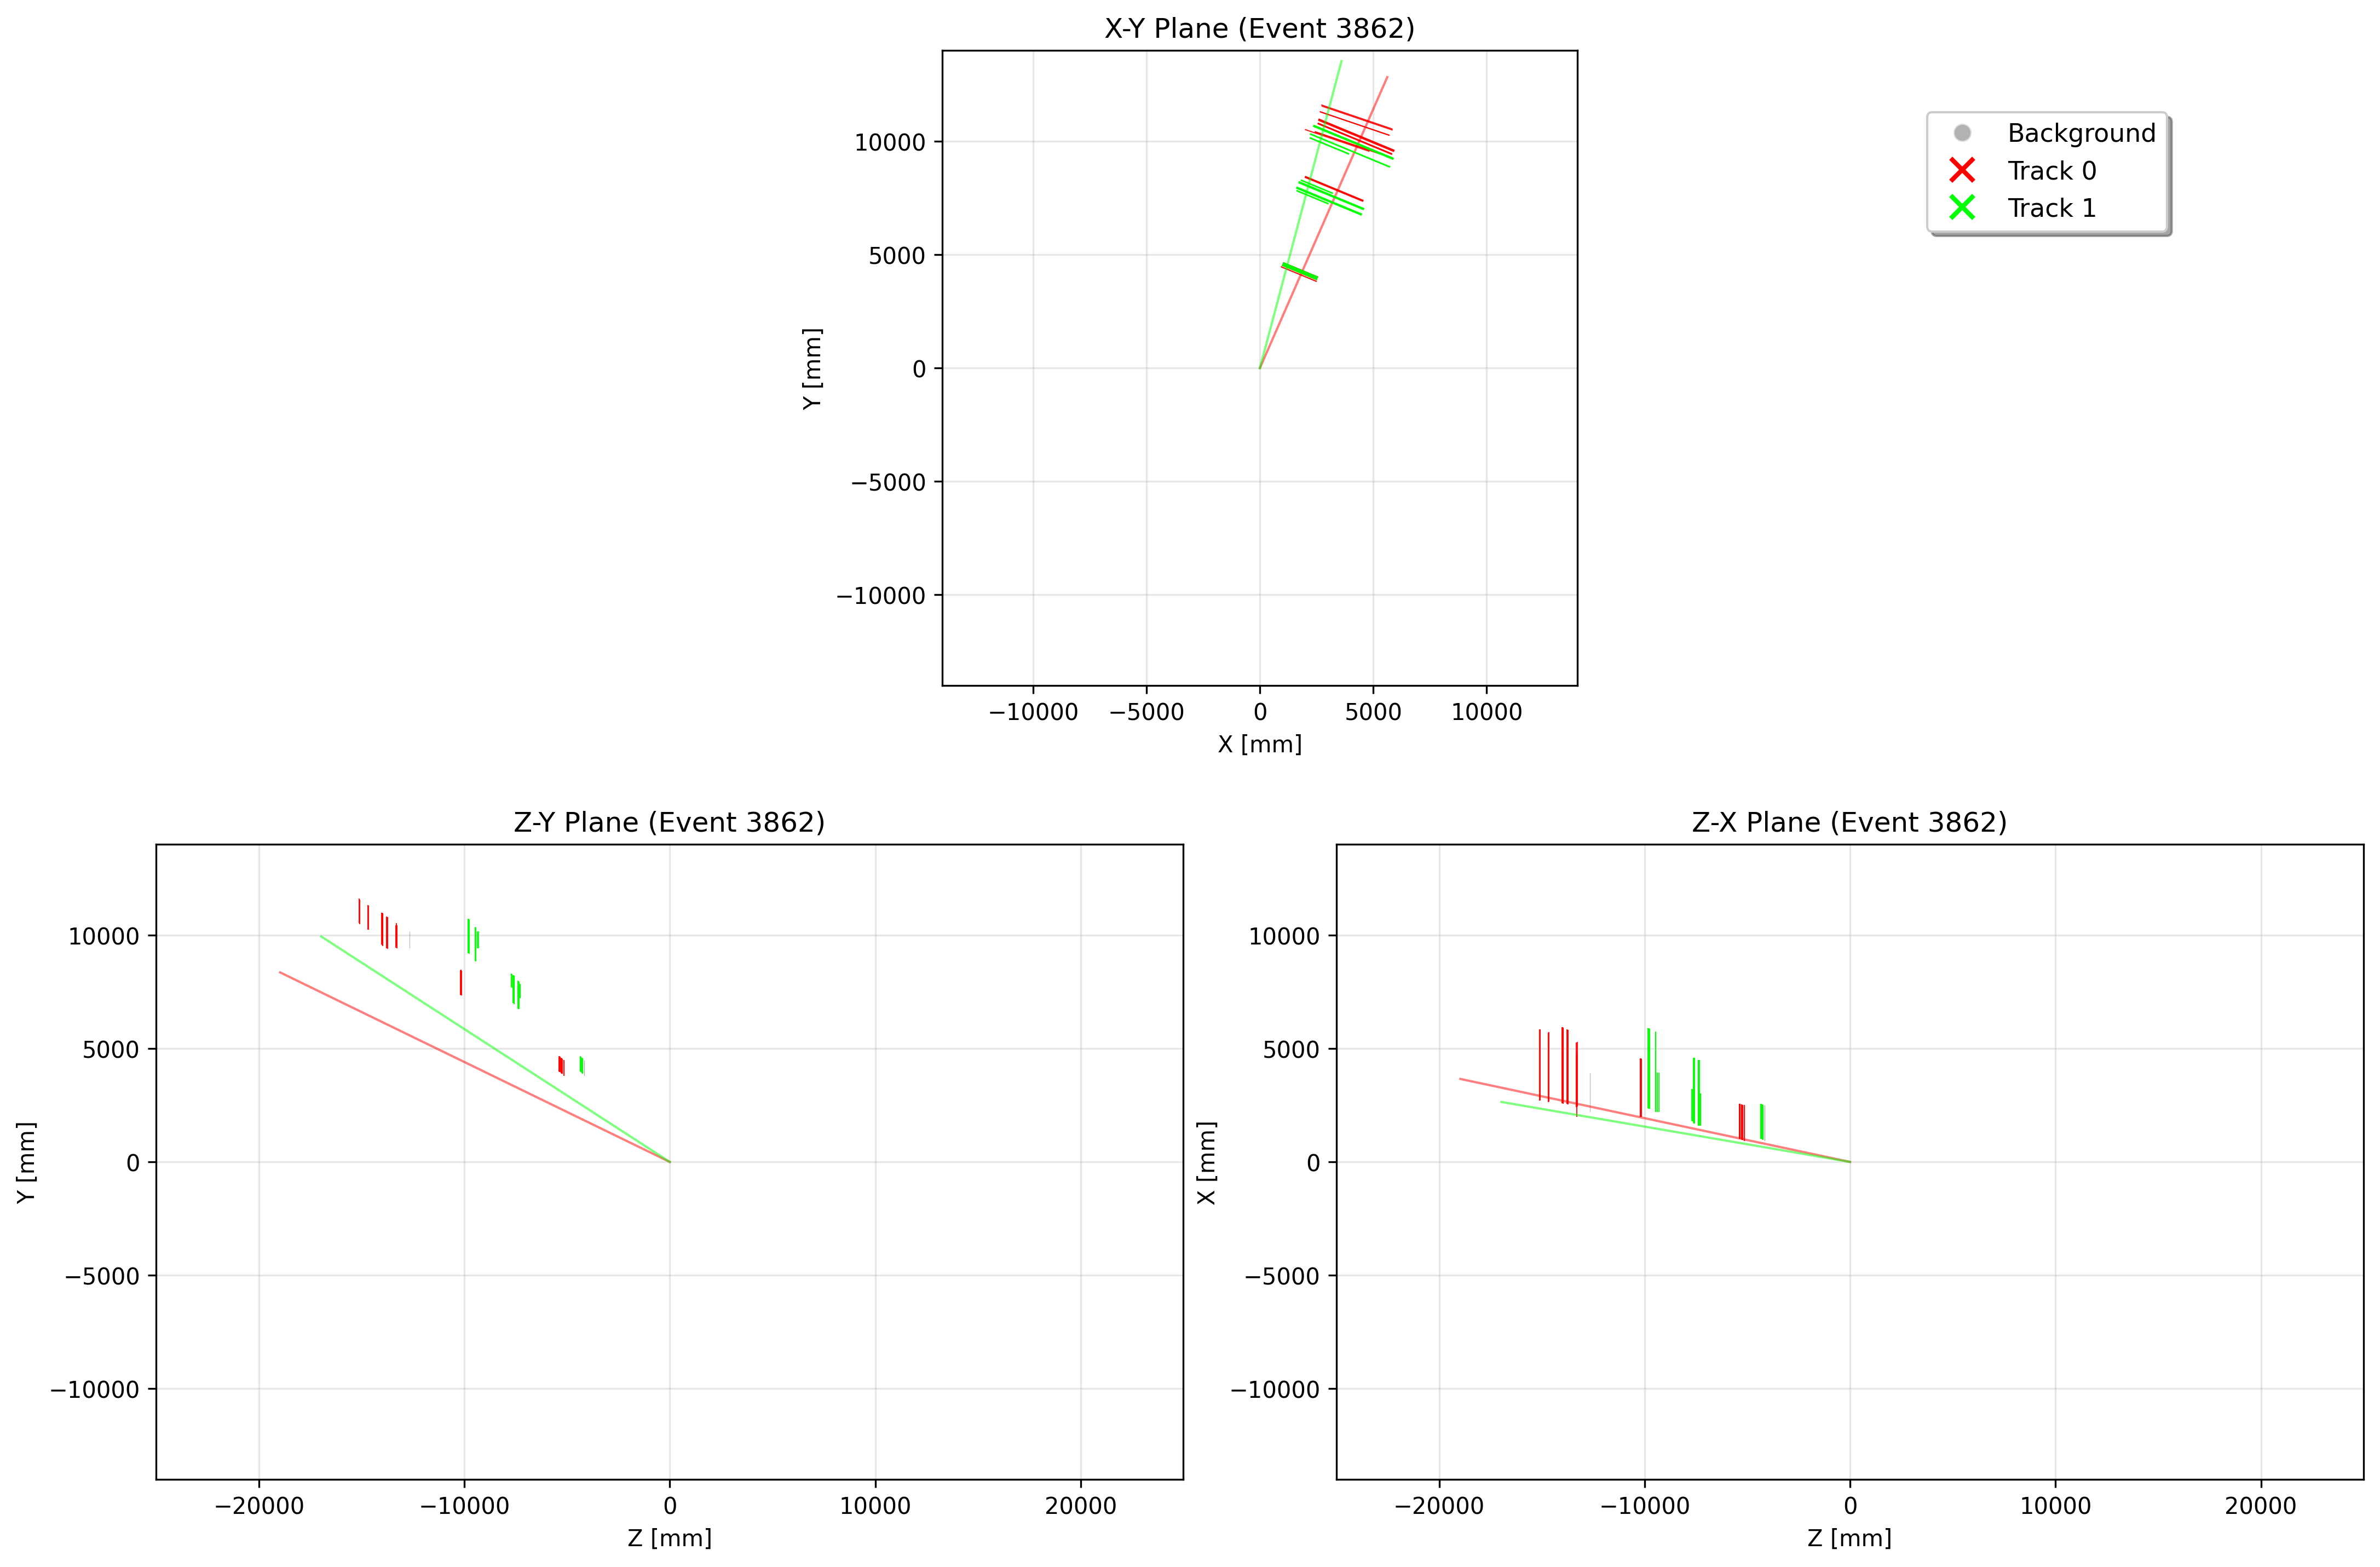 X-Y Plane (Event 3862)
10000
5000
0
−5000
−10000
Y [mm]
−10000 −5000 0 5000 10000
X [mm]
Background
Track 0
Track 1
Z-Y Plane (Event 3862)
10000
5000
0
−5000
−10000
Y [mm]
−20000 −10000 0 10000 20000
Z [mm]
Z-X Plane (Event 3862)
10000
5000
0
−5000
−10000
X [mm]
−20000 −10000 0 10000 20000
Z [mm]